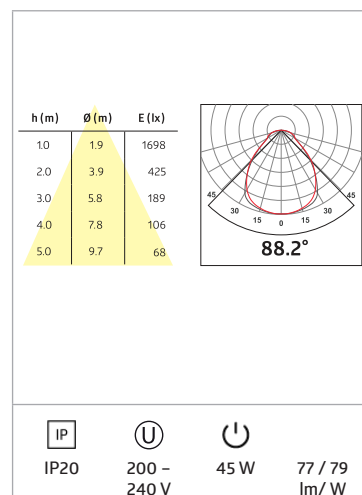 h (m) Ø (m) E (lx)
1.0 1.9 1698
2.0 3.9 425
3.0 5.8 189
4.0 7.8 106
5.0 9.7 68
45 45
30 30
15 0 15
88.2°
IP U
IP20 200 – 45 W 77 / 79
240 V lm/ W